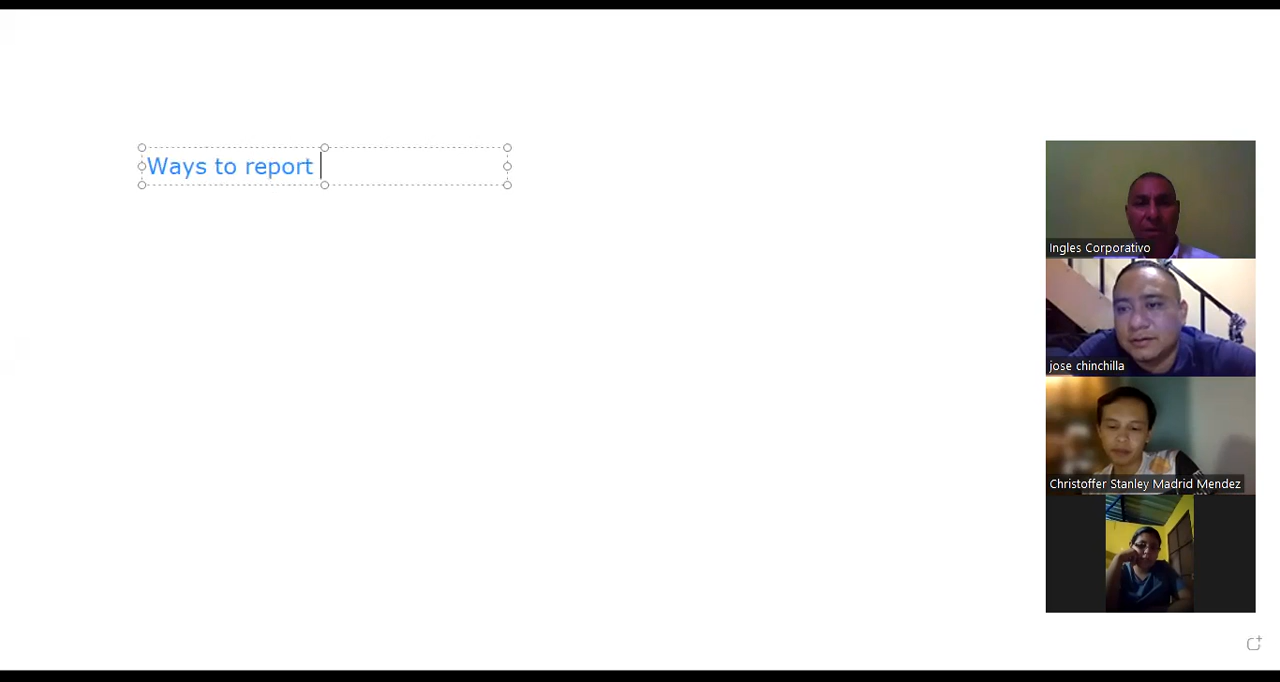 Ways to report
Ingles Corporativo
jose chinchilla
Christoffer Stanley Madrid Mendez